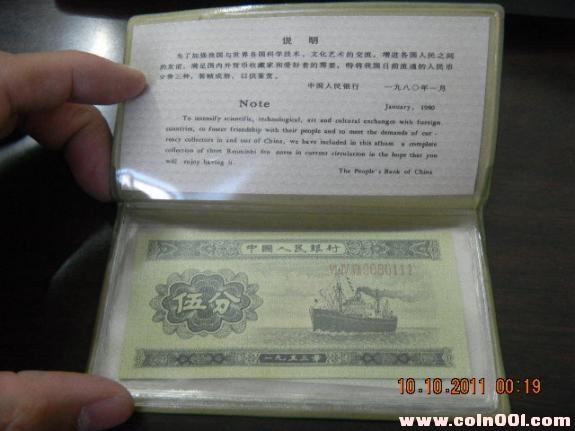 说 明
为了加强我国与世界各国科学技术、文化艺术的交流，增进各国人民之间
的友谊，满足国内外货币收藏家和爱好者的需要，特将我国目前流通的人民币
分券三种，装帧成册，以供鉴赏。
中国人民银行 一九八〇年一月
Note
January, 1980
To intensify scientific, technological, art and cultural exchanges with foreign
countries, to foster friendship with their people and to meet the demands of cur-
rency collectors in and out of China, we have included in this album a complete
collection of three Renminbi fen notes in current circulation in the hope that you
will enjoy having it.
The People's Bank of China
中國人民銀行
VI IV VIII 9680111
伍分
一九五三年
10.10.2011 00:19
www.coin001.com